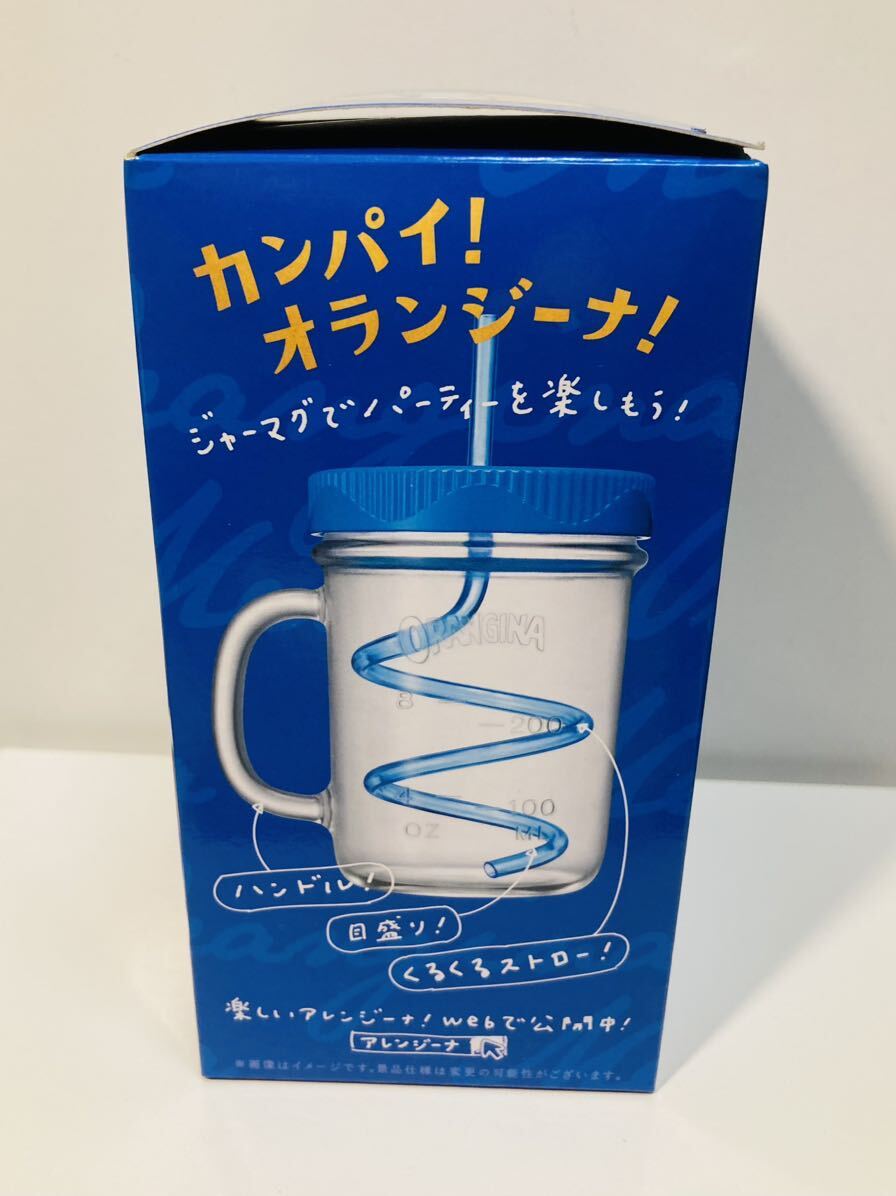 カンパイ!
オランジーナ!
ジャーマグでパーティーを楽しもう!
ORANGINA
8
200
4
100
OZ
ML
ハンドル!
目盛り!
くるくるストロー!
楽しいアレンジーナ!webで公開中!
アレンジーナ
※画像はイメージです。景品仕様は変更の可能性がございます。